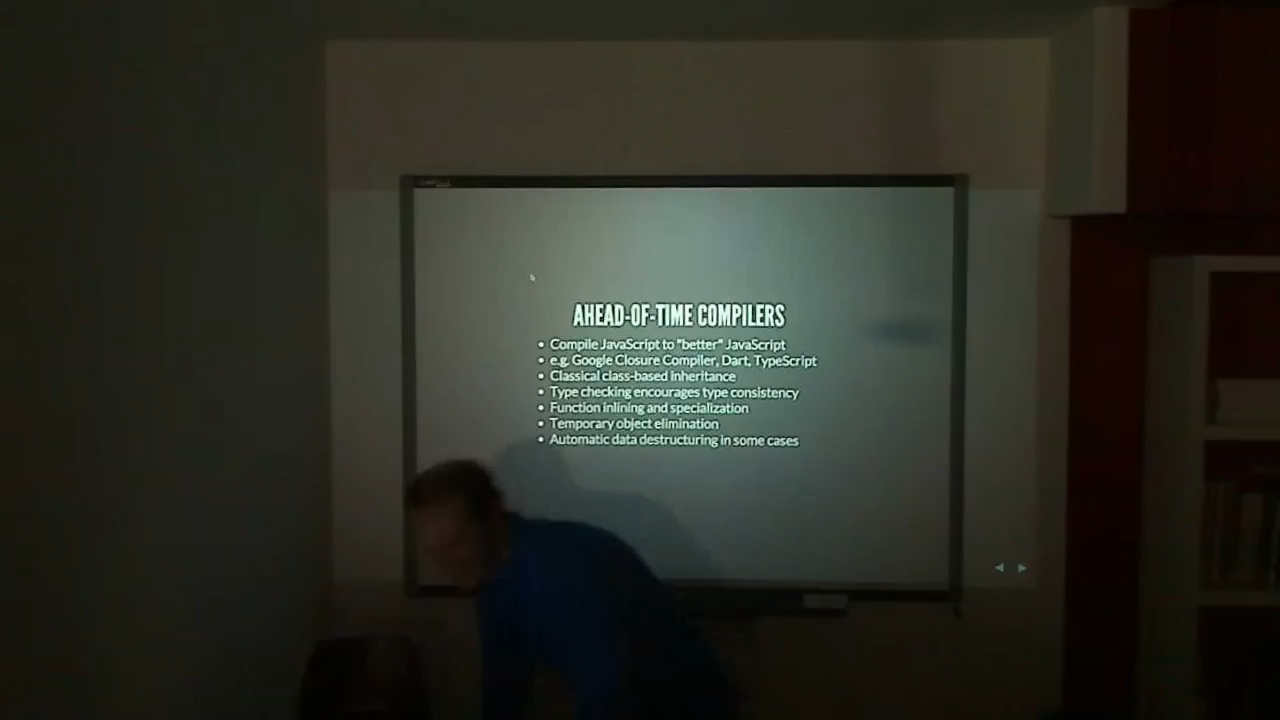 AHEAD-OF-TIME COMPILERS
• Compile JavaScript to "better" JavaScript
• e.g. Google Closure Compiler, Dart, TypeScript
• Classical class-based inheritance
• Type checking encourages type consistency
• Function inlining and specialization
• Temporary object elimination
• Automatic data destructuring in some cases